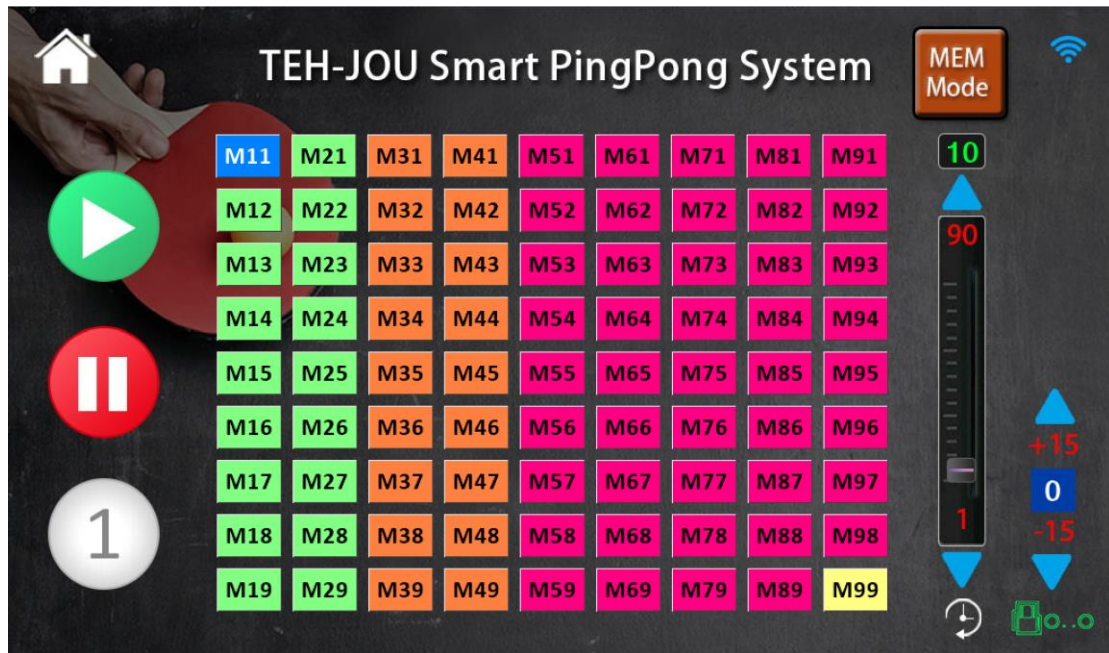 TEH-JOU Smart PingPong System
MEM
Mode
M11 M21 M31 M41 M51 M61 M71 M81 M91
10
M12 M22 M32 M42 M52 M62 M72 M82 M92
90
M13 M23 M33 M43 M53 M63 M73 M83 M93
M14 M24 M34 M44 M54 M64 M74 M84 M94
M15 M25 M35 M45 M55 M65 M75 M85 M95
M16 M26 M36 M46 M56 M66 M76 M86 M96
+15
M17 M27 M37 M47 M57 M67 M77 M87 M97
0
1
M18 M28 M38 M48 M58 M68 M78 M88 M98
1
-15
M19 M29 M39 M49 M59 M69 M79 M89 M99